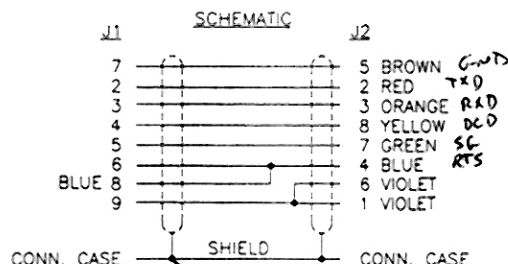 SCHEMATIC
J1 J2
7 5 BROWN GND
2 2 RED TXD
3 3 ORANGE RXD
4 8 YELLOW DCD
5 7 GREEN SG
6 4 BLUE RTS
BLUE 8 6 VIOLET
9 1 VIOLET
CONN. CASE SHIELD CONN. CASE